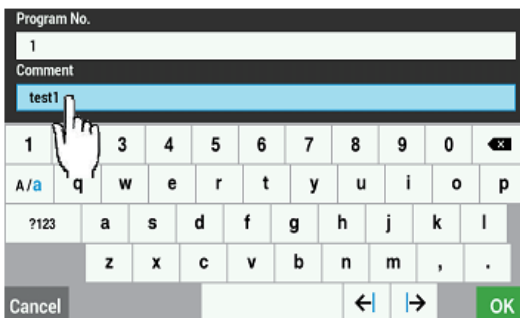 Program No.
1
Comment
test1
1 3 4 5 6 7 8 9 0
A/a q w e r t y u i o p
?123 a s d f g h j k l
z x c v b n m , .
Cancel OK